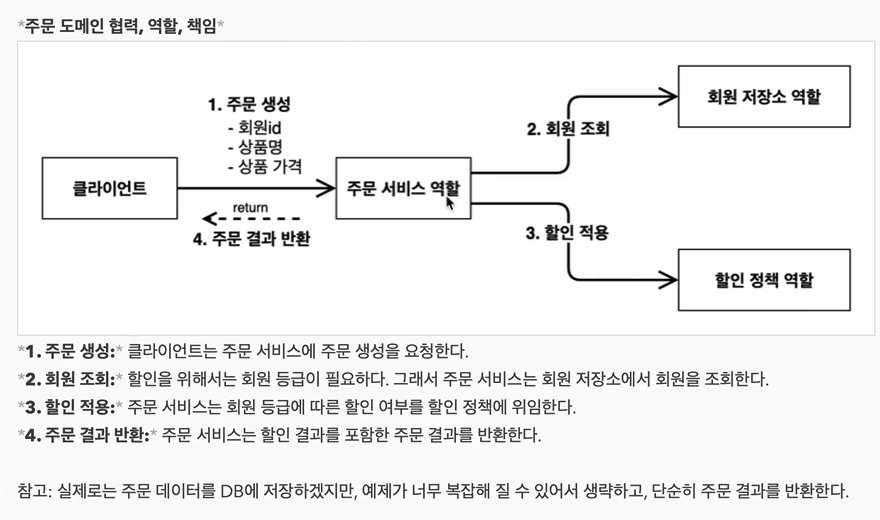 *주문 도메인 협력, 역할, 책임*
1. 주문 생성
- 회원id
- 상품명
- 상품 가격
클라이언트
주문 서비스 역할
return
4. 주문 결과 반환
2. 회원 조회
회원 저장소 역할
3. 할인 적용
할인 정책 역할
*1. 주문 생성:* 클라이언트는 주문 서비스에 주문 생성을 요청한다.
*2. 회원 조회:* 할인을 위해서는 회원 등급이 필요하다. 그래서 주문 서비스는 회원 저장소에서 회원을 조회한다.
*3. 할인 적용:* 주문 서비스는 회원 등급에 따른 할인 여부를 할인 정책에 위임한다.
*4. 주문 결과 반환:* 주문 서비스는 할인 결과를 포함한 주문 결과를 반환한다.
참고: 실제로는 주문 데이터를 DB에 저장하겠지만, 예제가 너무 복잡해 질 수 있어서 생략하고, 단순히 주문 결과를 반환한다.